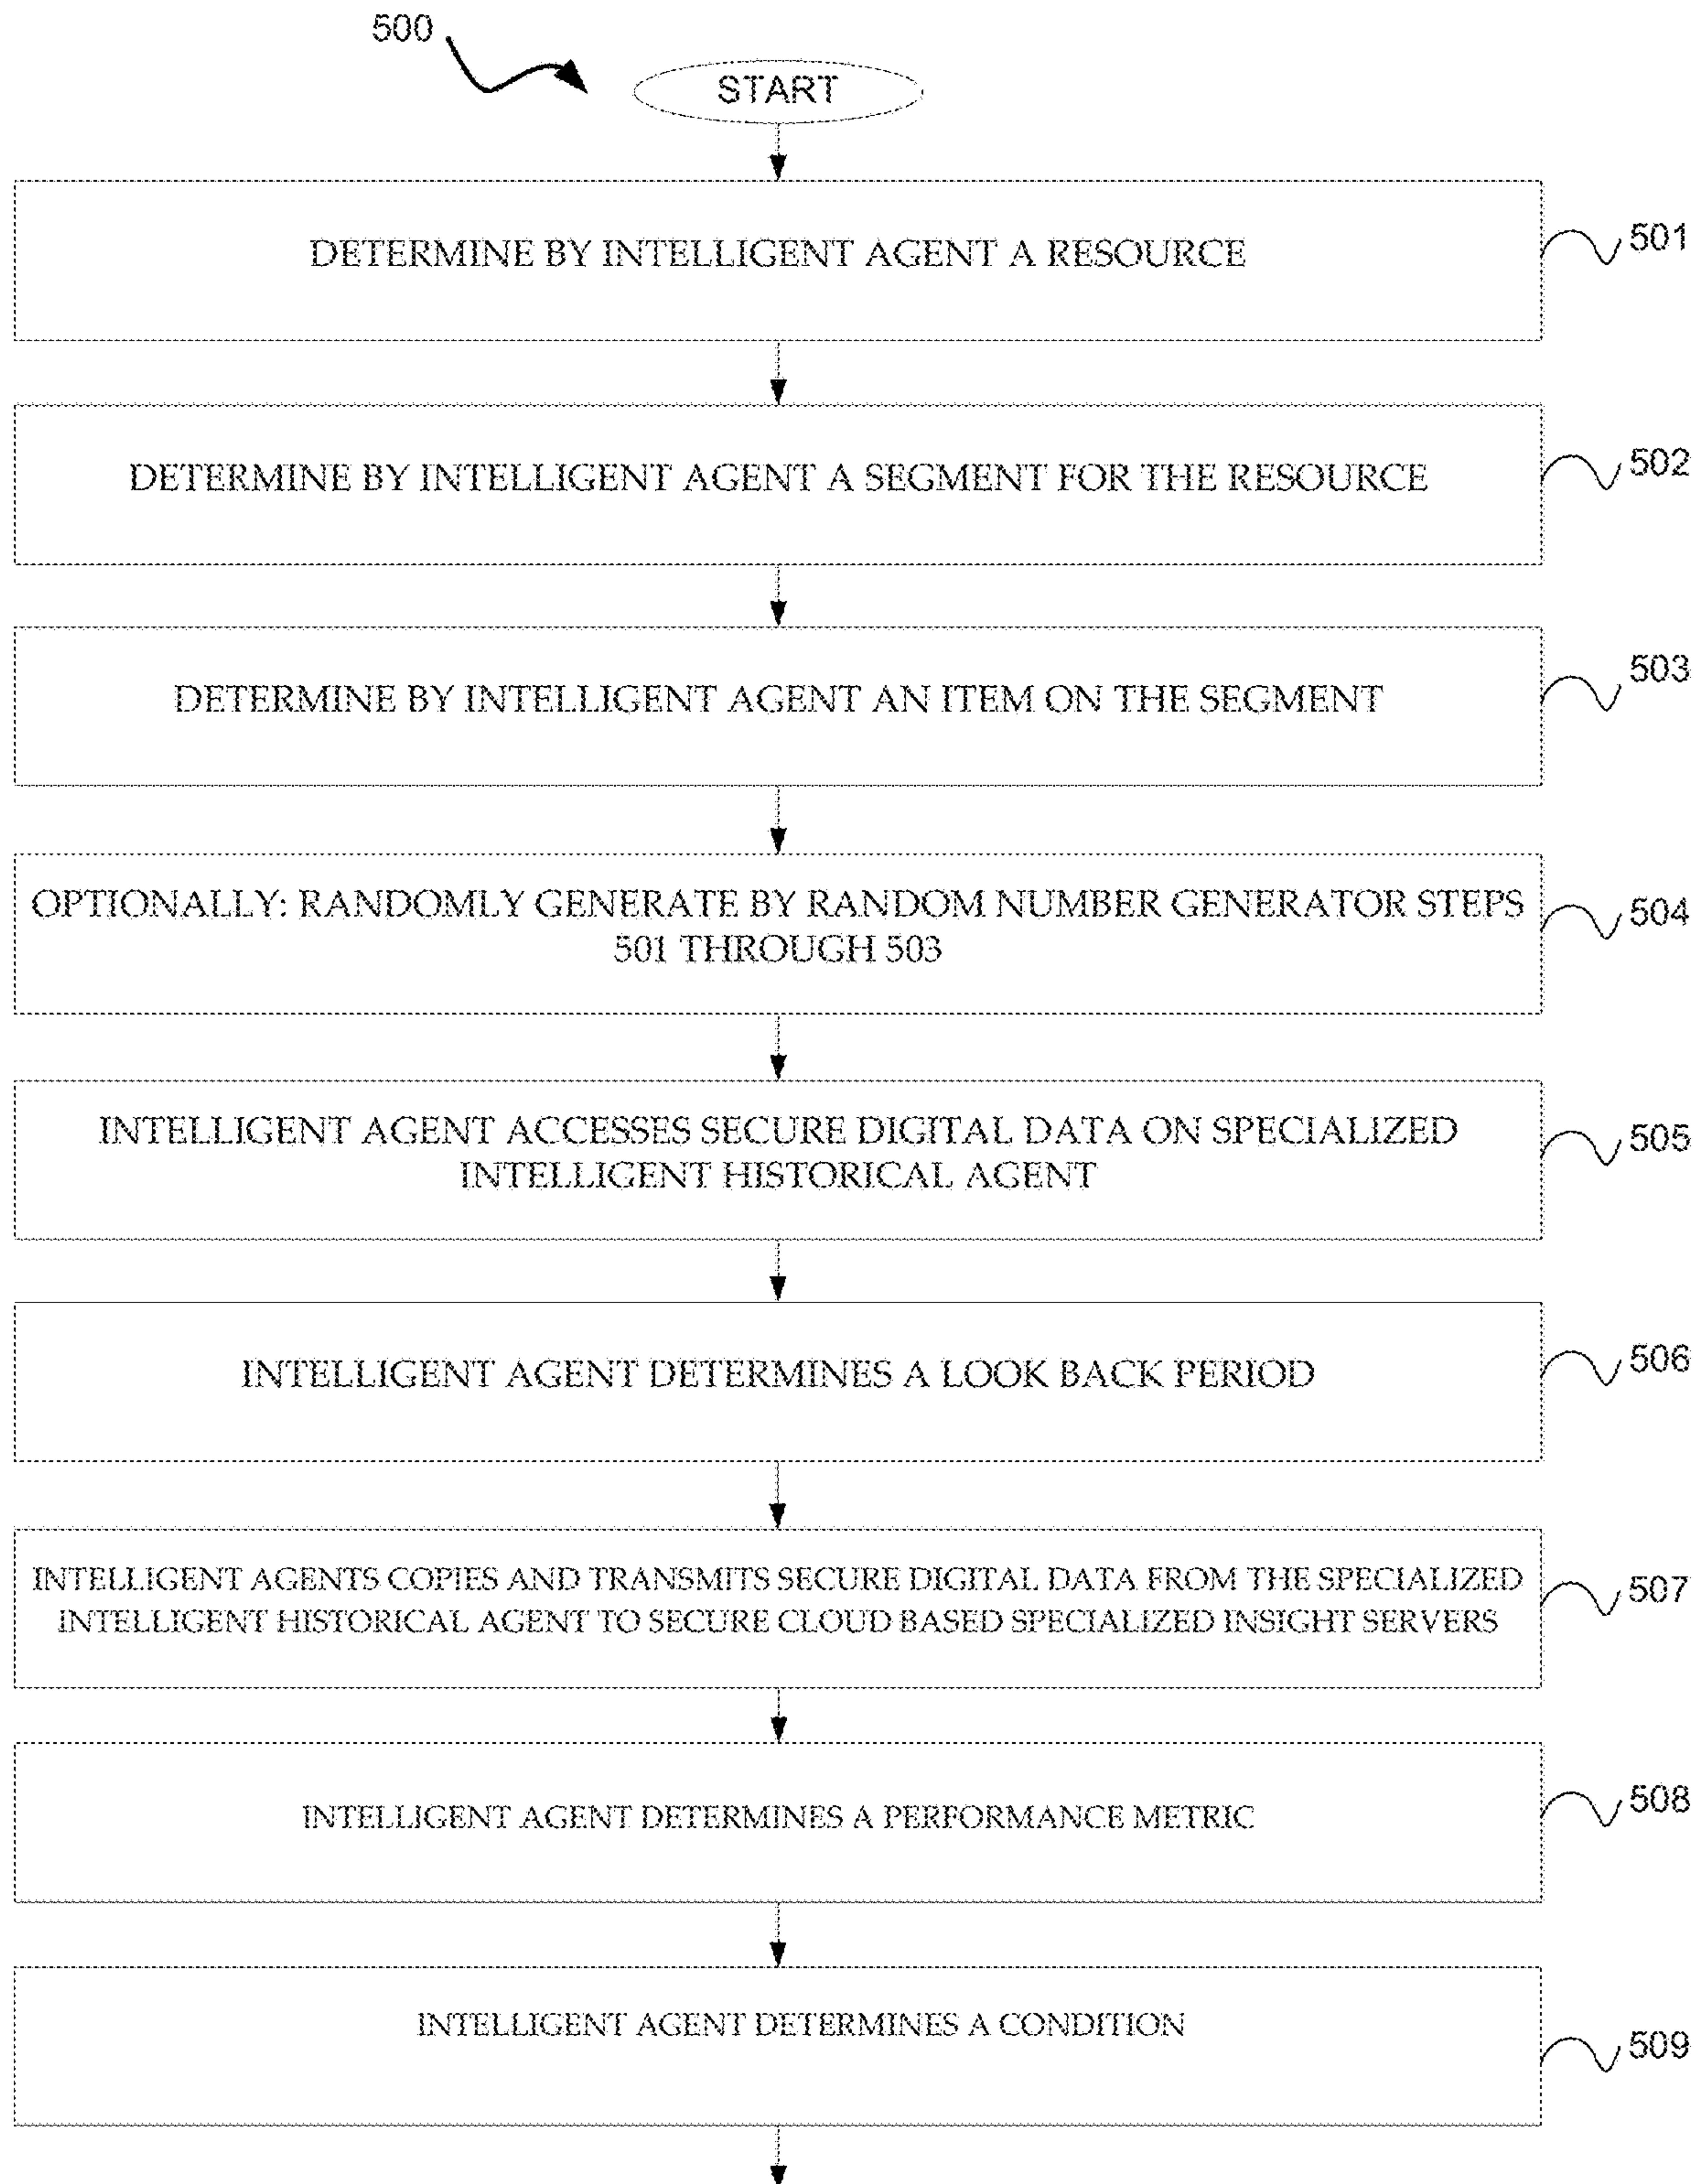 500
START
DETERMINE BY INTELLIGENT AGENT A RESOURCE
501
DETERMINE BY INTELLIGENT AGENT A SEGMENT FOR THE RESOURCE
502
DETERMINE BY INTELLIGENT AGENT AN ITEM ON THE SEGMENT
503
OPTIONALLY: RANDOMLY GENERATE BY RANDOM NUMBER GENERATOR STEPS
501 THROUGH 503
504
INTELLIGENT AGENT ACCESSES SECURE DIGITAL DATA ON SPECIALIZED
INTELLIGENT HISTORICAL AGENT
505
INTELLIGENT AGENT DETERMINES A LOOK BACK PERIOD
506
INTELLIGENT AGENTS COPIES AND TRANSMITS SECURE DIGITAL DATA FROM THE SPECIALIZED
INTELLIGENT HISTORICAL AGENT TO SECURE CLOUD BASED SPECIALIZED INSIGHT SERVERS
507
INTELLIGENT AGENT DETERMINES A PERFORMANCE METRIC
508
INTELLIGENT AGENT DETERMINES A CONDITION
509